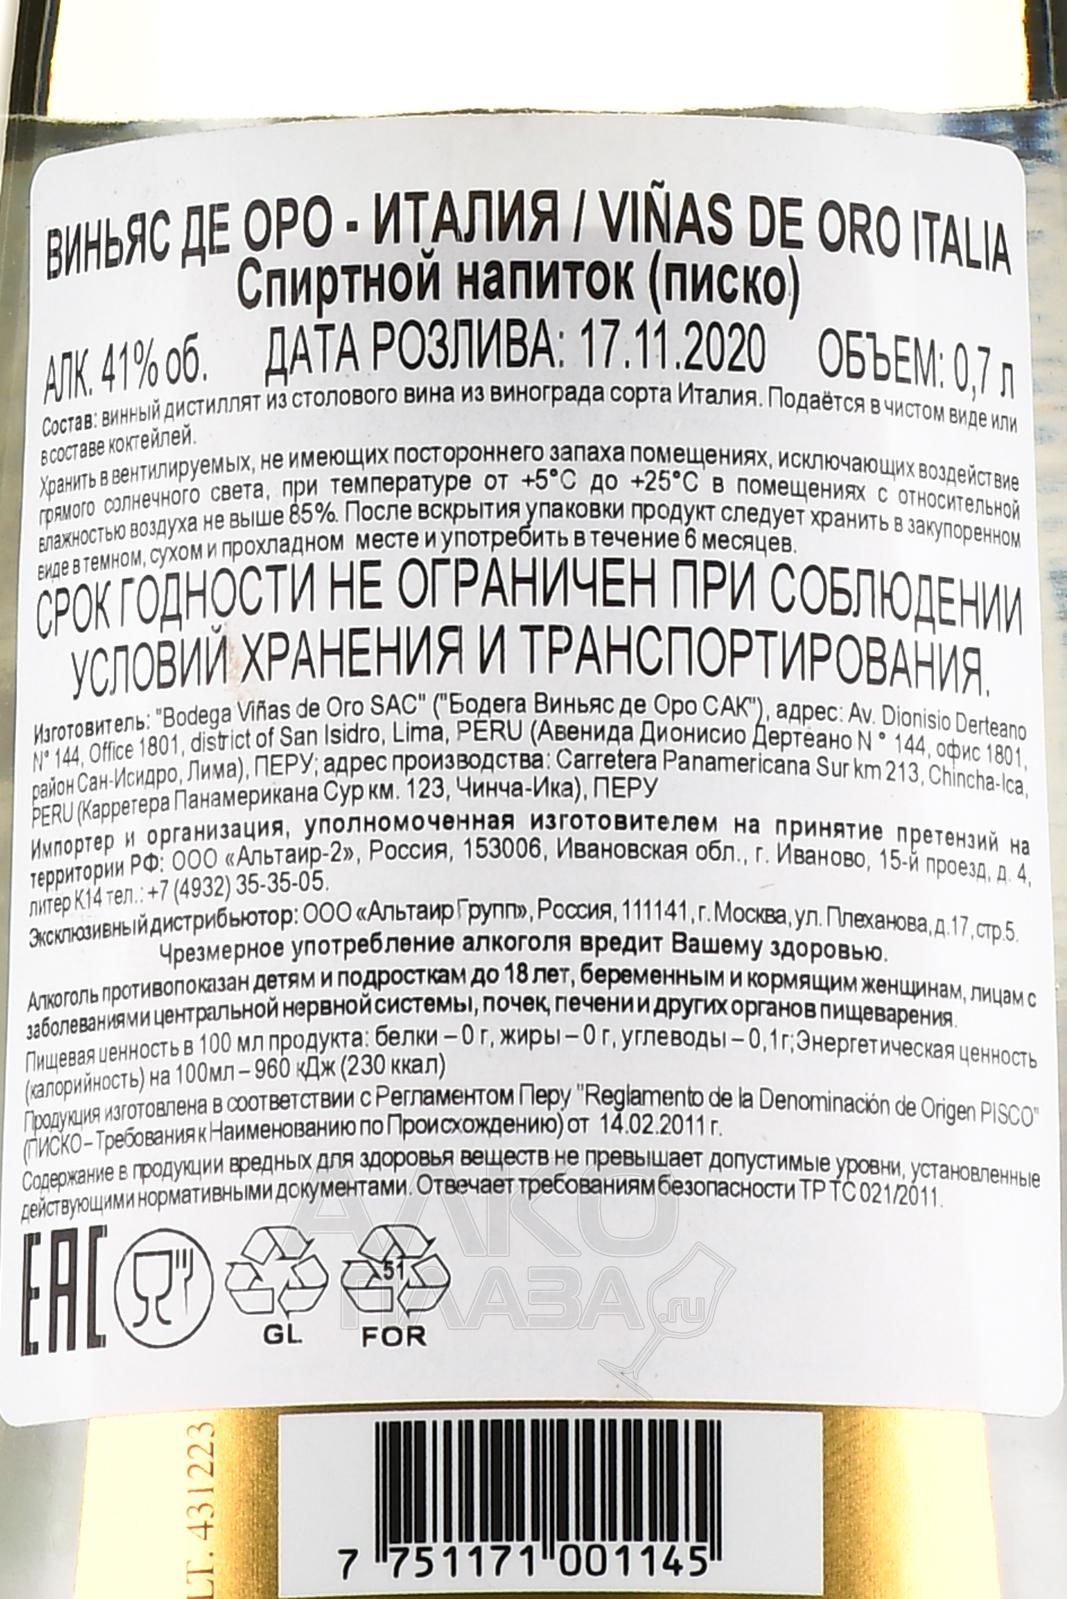 ВИНЬЯС ДЕ ОРО - ИТАЛИЯ / VIÑAS DE ORO ITALIA
Спиртной напиток (писко)
АЛК. 41% об. ДАТА РОЗЛИВА: 17.11.2020 ОБЪЕМ: 0,7 л
Состав: винный дистиллят из столового вина из винограда сорта Италия. Подаётся в чистом виде или
в составе коктейлей.
Хранить в вентилируемых, не имеющих постороннего запаха помещениях, исключающих воздействие
прямого солнечного света, при температуре от +5°С до +25°С в помещениях с относительной
влажностью воздуха не выше 85%. После вскрытия упаковки продукт следует хранить в закупоренном
виде в темном, сухом и прохладном месте и употребить в течение 6 месяцев.
СРОК ГОДНОСТИ НЕ ОГРАНИЧЕН ПРИ СОБЛЮДЕНИИ
УСЛОВИЙ ХРАНЕНИЯ И ТРАНСПОРТИРОВАНИЯ.
Изготовитель: "Bodega Viñas de Oro SAC" ("Бодега Виньяс де Оро САК"), адрес: Av. Dionisio Derteano
N° 144, Office 1801, district of San Isidro, Lima, PERU (Авенида Дионисио Дертеано N ° 144, офис 1801,
район Сан-Исидро, Лима), ПЕРУ; адрес производства: Carretera Panamericana Sur km 213, Chincha-Ica,
PERU (Карретера Панамерикана Сур км. 123, Чинча-Ика), ПЕРУ
Импортер и организация, уполномоченная изготовителем на принятие претензий на
территории РФ: ООО «Альтаир-2», Россия, 153006, Ивановская обл., г. Иваново, 15-й проезд, д. 4,
литер К14 тел.: +7 (4932) 35-35-05.
Эксклюзивный дистрибьютор: ООО «Альтаир Групп», Россия, 111141, г. Москва, ул. Плеханова, д.17, стр.5.
Чрезмерное употребление алкоголя вредит Вашему здоровью.
Алкоголь противопоказан детям и подросткам до 18 лет, беременным и кормящим женщинам, лицам с
заболеваниями центральной нервной системы, почек, печени и других органов пищеварения.
Пищевая ценность в 100 мл продукта: белки – 0 г, жиры – 0 г, углеводы – 0,1г; Энергетическая ценность
(калорийность) на 100мл – 960 кДж (230 ккал)
Продукция изготовлена в соответствии с Регламентом Перу "Reglamento de la Denominación de Origen PISCO"
(ПИСКО – Требования к Наименованию по Происхождению) от 14.02.2011 г.
Содержание в продукции вредных для здоровья веществ не превышает допустимые уровни, установленные
действующими нормативными документами. Отвечает требованиям безопасности ТР ТС 021/2011.
EAC
51
GL FOR
АЛКО
ПЛАЗА.ru
LT. 431223
7 751171 001145